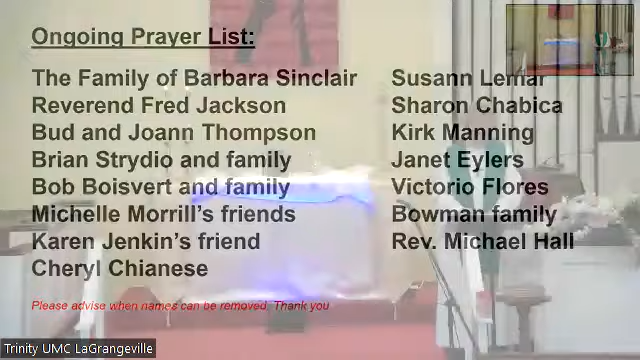 Ongoing Prayer List:
The Family of Barbara Sinclair
Reverend Fred Jackson
Bud and Joann Thompson
Brian Strydio and family
Bob Boisvert and family
Michelle Morrill's friends
Karen Jenkin's friend
Cheryl Chianese
Susann Lemar
Sharon Chabica
Kirk Manning
Janet Eylers
Victorio Flores
Bowman family
Rev. Michael Hall
Please advise when names can be removed. Thank you
Trinity UMC LaGrangeville